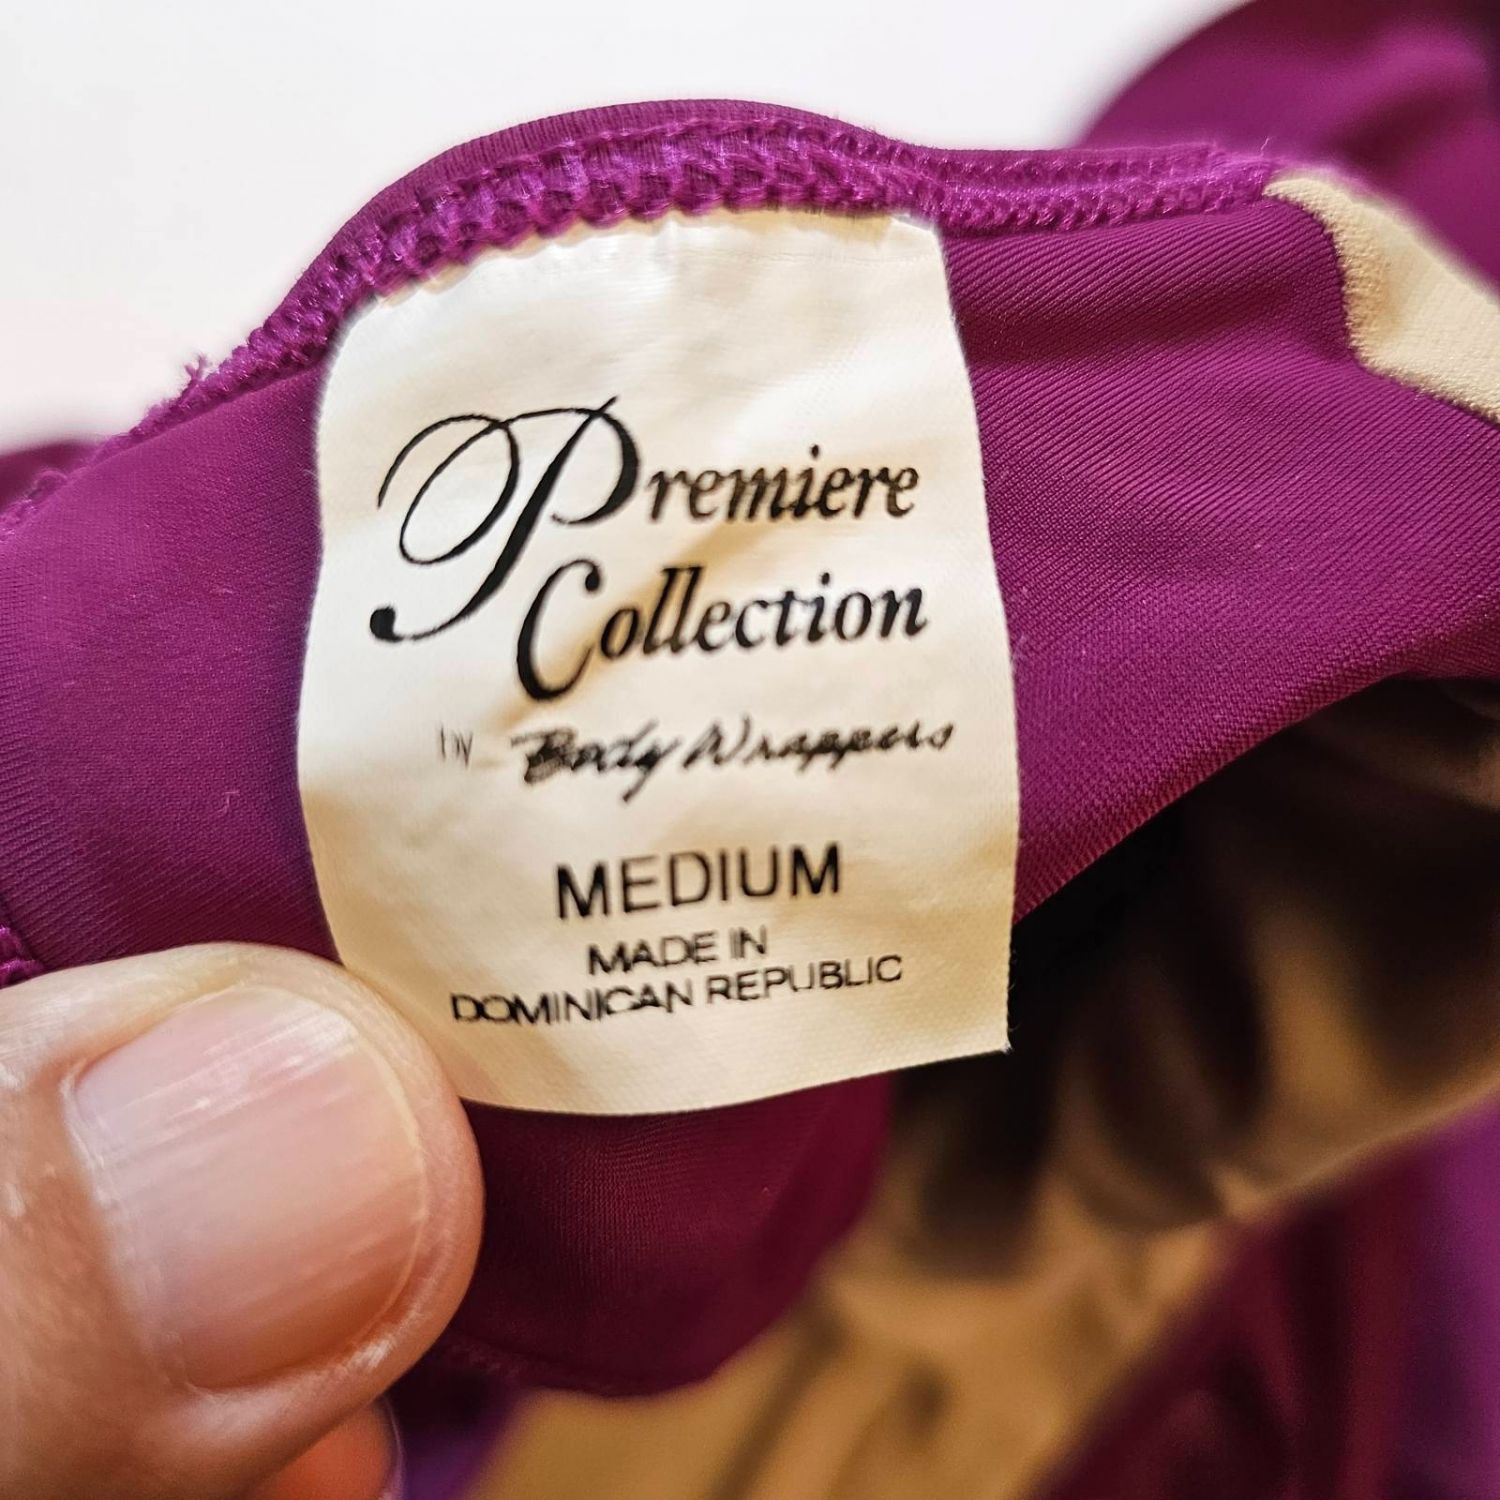 Premiere
Collection
by Body Wrappers
MEDIUM
MADE IN
DOMINICAN REPUBLIC